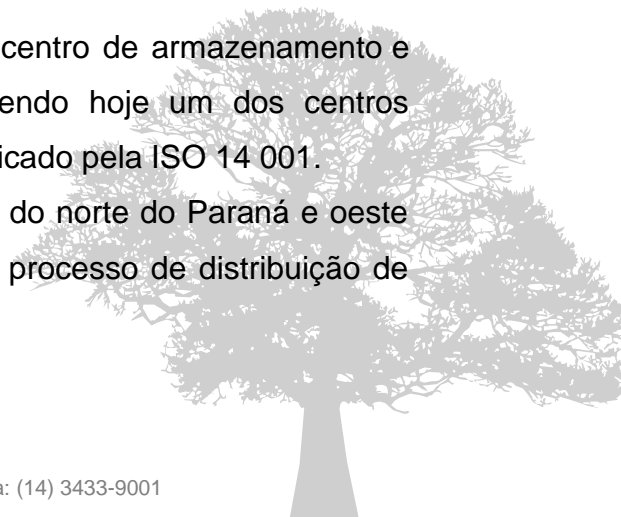 centro de armazenamento e
endo hoje um dos centros
icado pela ISO 14 001.
do norte do Paraná e oeste
processo de distribuição de
a: (14) 3433-9001